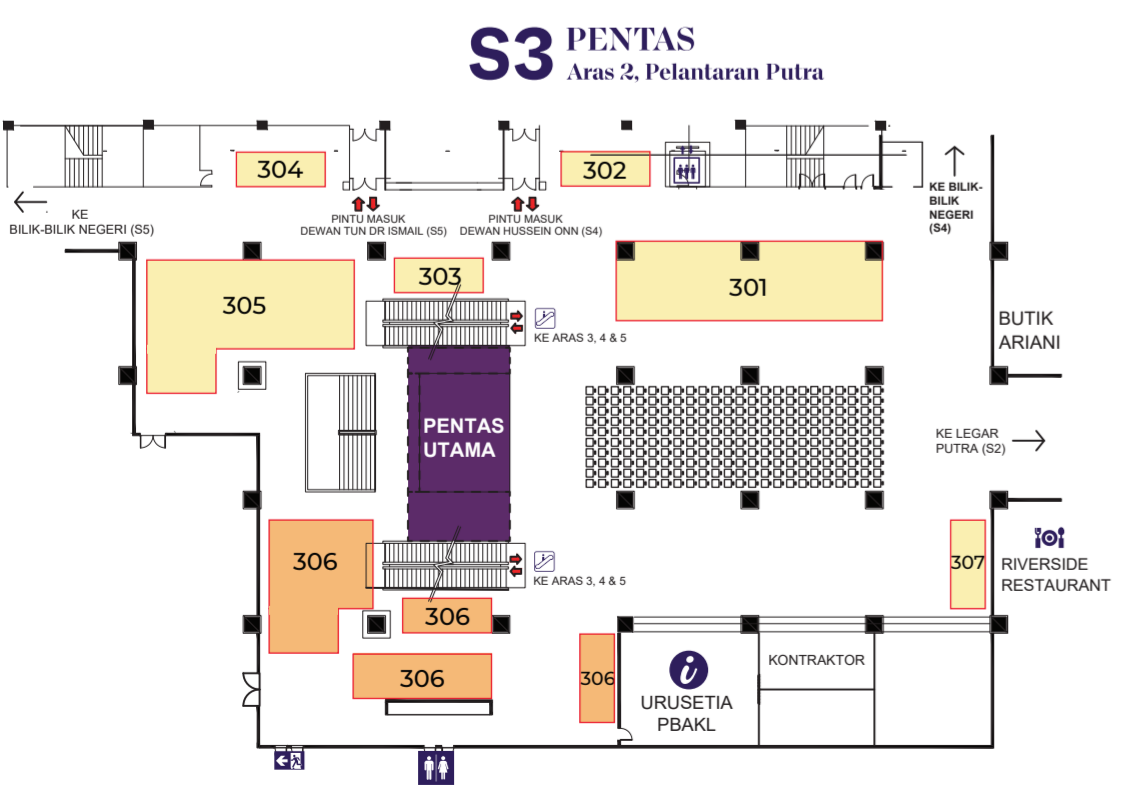 S3 PENTAS
Aras 2, Pelantaran Putra
304
302
KE
BILIK-BILIK NEGERI (S5)
PINTU MASUK
DEWAN TUN DR ISMAIL (S5)
PINTU MASUK
DEWAN HUSSEIN ONN (S4)
KE BILIK-
BILIK
NEGERI
(S4)
303
301
305
KE ARAS 3, 4 & 5
BUTIK
ARIANI
PENTAS
UTAMA
KE LEGAR
PUTRA (S2)
306
KE ARAS 3, 4 & 5
307
RIVERSIDE
RESTAURANT
306
306
306
i
URUSETIA
PBAKL
KONTRAKTOR